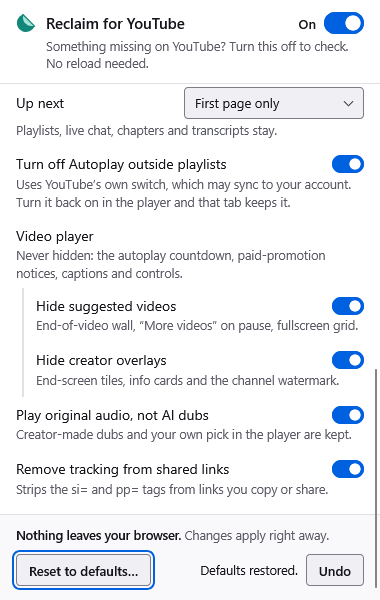 Reclaim for YouTube
On
Something missing on YouTube? Turn this off to check.
No reload needed.
Up next
First page only
Playlists, live chat, chapters and transcripts stay.
Turn off Autoplay outside playlists
Uses YouTube’s own switch, which may sync to your account.
Turn it back on in the player and that tab keeps it.
Video player
Never hidden: the autoplay countdown, paid-promotion
notices, captions and controls.
Hide suggested videos
End-of-video wall, “More videos” on pause, fullscreen grid.
Hide creator overlays
End-screen tiles, info cards and the channel watermark.
Play original audio, not AI dubs
Creator-made dubs and your own pick in the player are kept.
Remove tracking from shared links
Strips the si= and pp= tags from links you copy or share.
Nothing leaves your browser. Changes apply right away.
Reset to defaults...
Defaults restored.
Undo